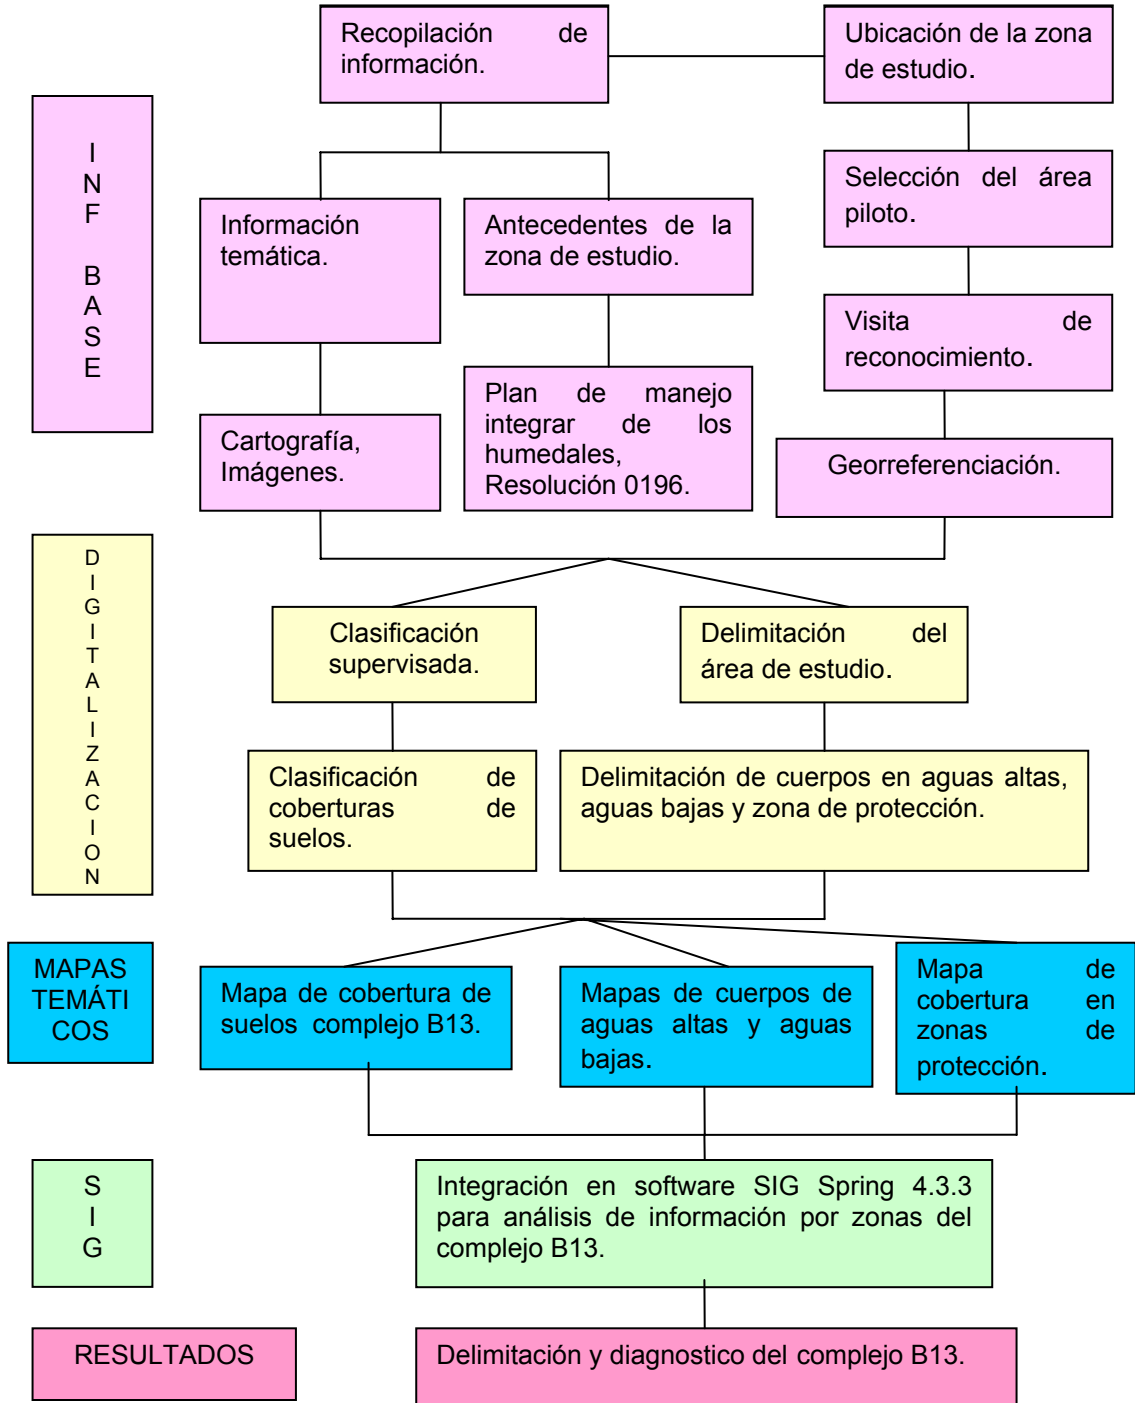 Recopilación de
información.
Ubicación de la zona
de estudio.
I
N
F
B
A
S
E
Selección del área
piloto.
Información
temática.
Antecedentes de la
zona de estudio.
Visita de
reconocimiento.
Plan de manejo
integrar de los
humedales,
Resolución 0196.
Cartografía,
Imágenes.
Georreferenciación.
D
I
G
I
T
A
L
I
Z
A
C
I
O
N
Clasificación
supervisada.
Delimitación del
área de estudio.
Clasificación de
coberturas de
suelos.
Delimitación de cuerpos en aguas altas,
aguas bajas y zona de protección.
MAPAS
TEMÁTI
COS
Mapa de cobertura de
suelos complejo B13.
Mapas de cuerpos de
aguas altas y aguas
bajas.
Mapa de
cobertura en
zonas de
protección.
S
I
G
Integración en software SIG Spring 4.3.3
para análisis de información por zonas del
complejo B13.
RESULTADOS
Delimitación y diagnostico del complejo B13.